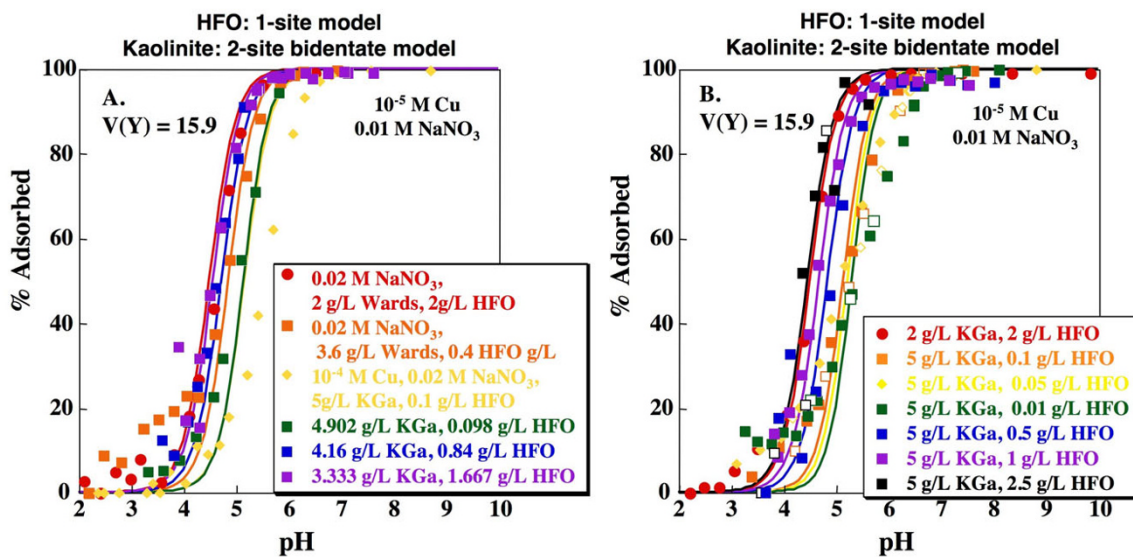 HFO: 1-site model
Kaolinite: 2-site bidentate model
A.
V(Y) = 15.9
10⁻⁵ M Cu
0.01 M NaNO₃
% Adsorbed
100
80
60
40
20
0
0.02 M NaNO₃,
2 g/L Wards, 2g/L HFO
0.02 M NaNO₃,
3.6 g/L Wards, 0.4 HFO g/L
10⁻⁴ M Cu, 0.02 M NaNO₃,
5g/L KGa, 0.1 g/L HFO
4.902 g/L KGa, 0.098 g/L HFO
4.16 g/L KGa, 0.84 g/L HFO
3.333 g/L KGa, 1.667 g/L HFO
2 3 4 5 6 7 8 9 10
pH
HFO: 1-site model
Kaolinite: 2-site bidentate model
B.
V(Y) = 15.9
10⁻⁵ M Cu
0.01 M NaNO₃
% Adsorbed
100
80
60
40
20
0
2 g/L KGa, 2 g/L HFO
5 g/L KGa, 0.1 g/L HFO
5 g/L KGa, 0.05 g/L HFO
5 g/L KGa, 0.01 g/L HFO
5 g/L KGa, 0.5 g/L HFO
5 g/L KGa, 1 g/L HFO
5 g/L KGa, 2.5 g/L HFO
2 3 4 5 6 7 8 9 10
pH